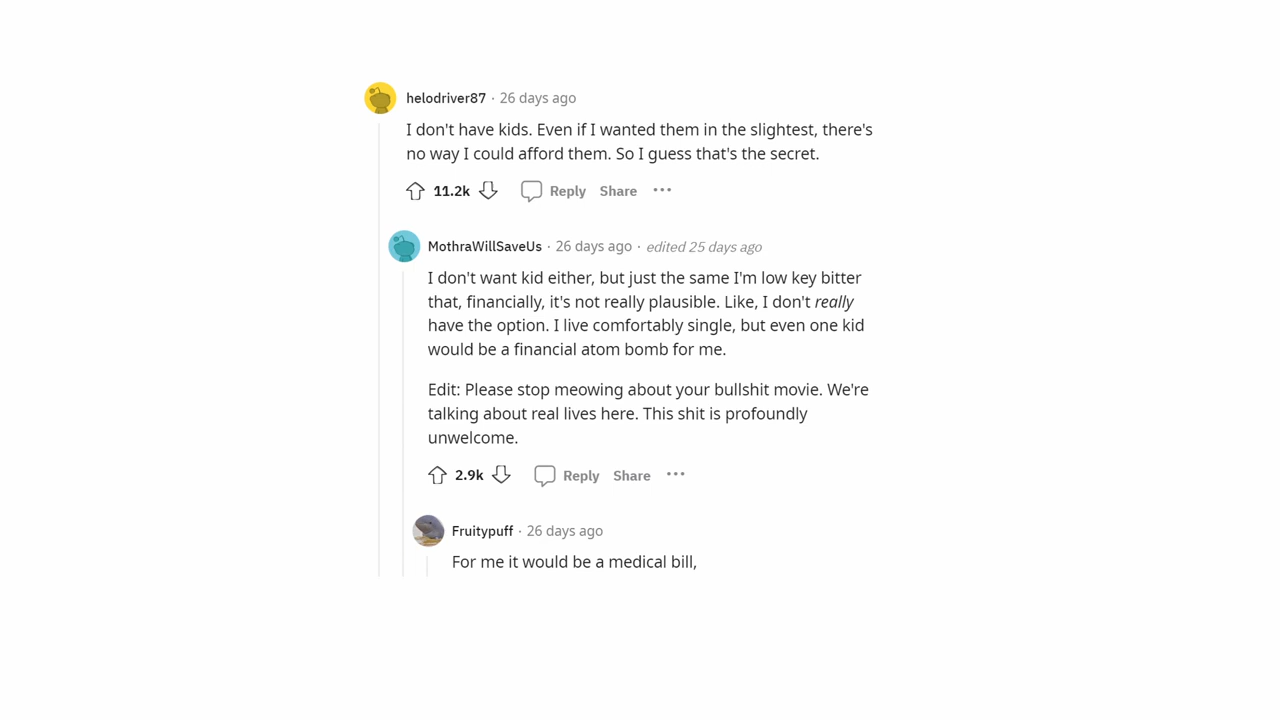 helodriver87 · 26 days ago
I don't have kids. Even if I wanted them in the slightest, there's
no way I could afford them. So I guess that's the secret.
11.2k Reply Share ···
MothraWillSaveUs · 26 days ago · edited 25 days ago
I don't want kid either, but just the same I'm low key bitter
that, financially, it's not really plausible. Like, I don't really
have the option. I live comfortably single, but even one kid
would be a financial atom bomb for me.
Edit: Please stop meowing about your bullshit movie. We're
talking about real lives here. This shit is profoundly
unwelcome.
2.9k Reply Share ···
Fruitypuff · 26 days ago
For me it would be a medical bill,